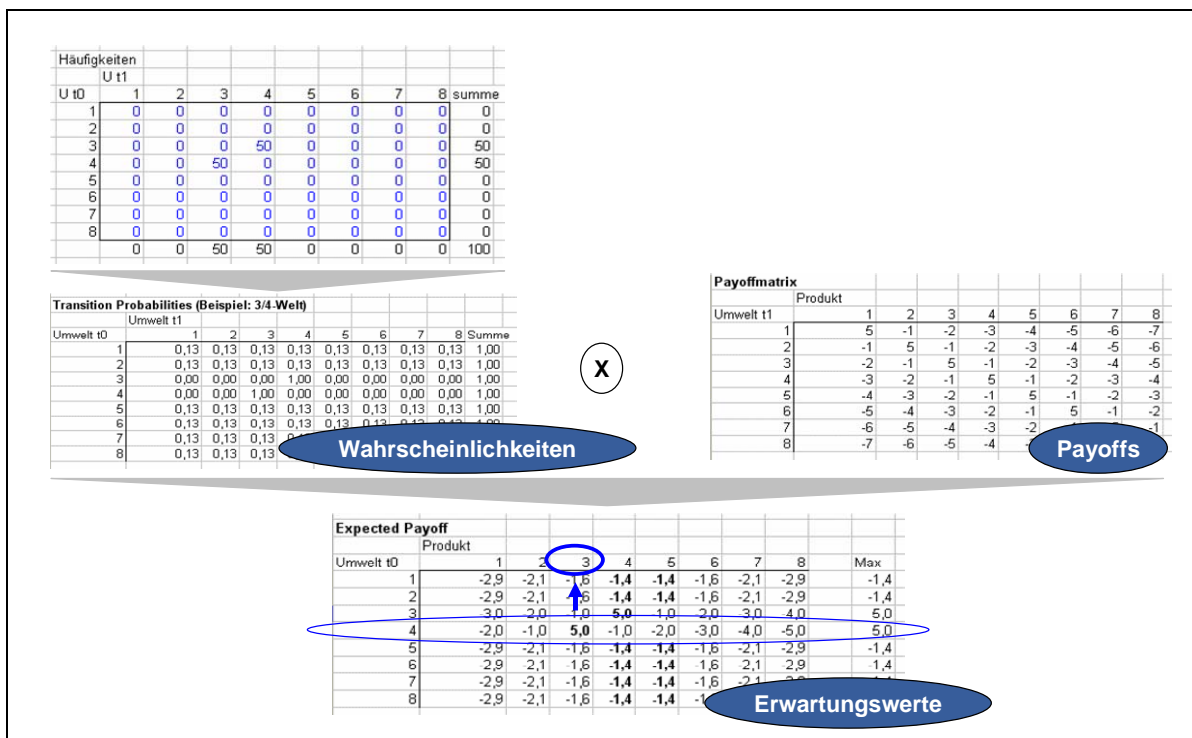 Häufigkeiten
U t1
U t0 1 2 3 4 5 6 7 8 summe
1 0 0 0 0 0 0 0 0 0
2 0 0 0 0 0 0 0 0 0
3 0 0 0 50 0 0 0 0 50
4 0 0 50 0 0 0 0 0 50
5 0 0 0 0 0 0 0 0 0
6 0 0 0 0 0 0 0 0 0
7 0 0 0 0 0 0 0 0 0
8 0 0 0 0 0 0 0 0 0
0 0 50 50 0 0 0 0 100
Transition Probabilities (Beispiel: 3/4-Welt)
Umwelt t1
Umwelt t0 1 2 3 4 5 6 7 8 Summe
1 0,13 0,13 0,13 0,13 0,13 0,13 0,13 0,13 1,00
2 0,13 0,13 0,13 0,13 0,13 0,13 0,13 0,13 1,00
3 0,00 0,00 0,00 1,00 0,00 0,00 0,00 0,00 1,00
4 0,00 0,00 1,00 0,00 0,00 0,00 0,00 0,00 1,00
5 0,13 0,13 0,13 0,13 0,13 0,13 0,13 0,13 1,00
6 0,13 0,13 0,13 0,13 0,13 0,13 0,13 0,13 1,00
7 0,13 0,13 0,13
8 0,13 0,13 0,13
Wahrscheinlichkeiten
X
Payoffmatrix
Produkt
Umwelt t1 1 2 3 4 5 6 7 8
1 5 -1 -2 -3 -4 -5 -6 -7
2 -1 5 -1 -2 -3 -4 -5 -6
3 -2 -1 5 -1 -2 -3 -4 -5
4 -3 -2 -1 5 -1 -2 -3 -4
5 -4 -3 -2 -1 5 -1 -2 -3
6 -5 -4 -3 -2 -1 5 -1 -2
7 -6 -5 -4 -3 -2 -1
8 -7 -6 -5 -4
Payoffs
Expected Payoff
Produkt
Umwelt t0 1 2 3 4 5 6 7 8 Max
1 -2,9 -2,1 -1,6 -1,4 -1,4 -1,6 -2,1 -2,9 -1,4
2 -2,9 -2,1 -1,6 -1,4 -1,4 -1,6 -2,1 -2,9 -1,4
3 -3,0 -2,0 -1,0 5,0 -1,0 -2,0 -3,0 -4,0 5,0
4 -2,0 -1,0 5,0 -1,0 -2,0 -3,0 -4,0 -5,0 5,0
5 -2,9 -2,1 -1,6 -1,4 -1,4 -1,6 -2,1 -2,9 -1,4
6 -2,9 -2,1 -1,6 -1,4 -1,4 -1,6 -2,1 -2,9 -1,4
7 -2,9 -2,1 -1,6 -1,4 -1,4 -1,6 -2,1
8 -2,9 -2,1 -1,6 -1,4 -1,4
Erwartungswerte